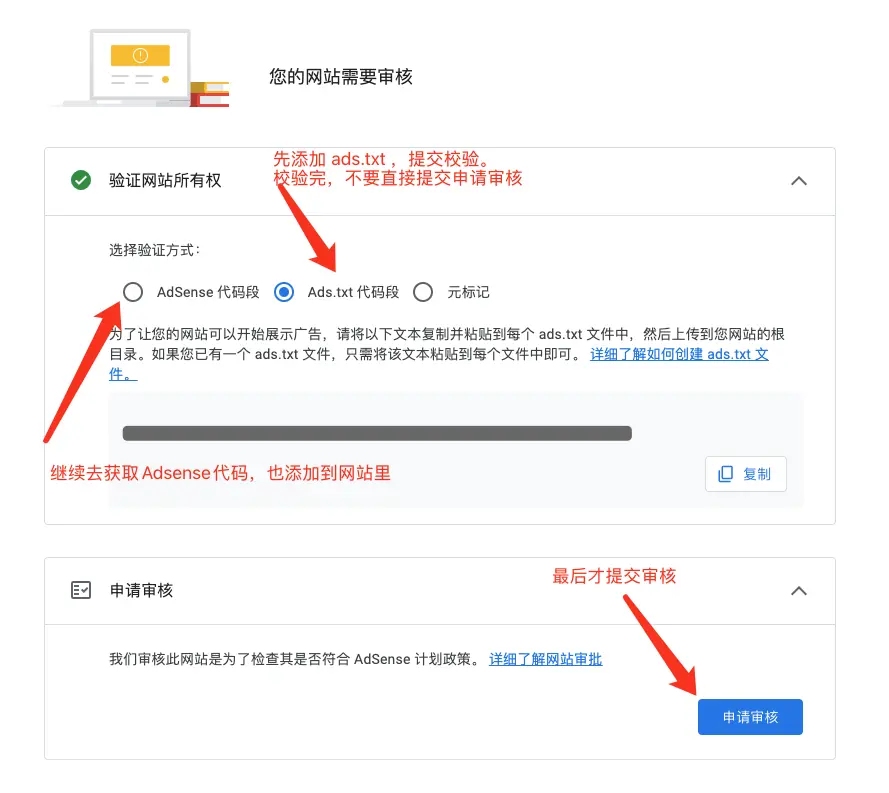 您的网站需要审核
先添加 ads.txt ，提交校验。
校验完，不要直接提交申请审核
验证网站所有权
选择验证方式：
AdSense 代码段 Ads.txt 代码段 元标记
为了让您的网站可以开始展示广告，请将以下文本复制并粘贴到每个 ads.txt 文件中，然后上传到您网站的根
目录。如果您已有一个 ads.txt 文件，只需将该文本粘贴到每个文件中即可。 详细了解如何创建 ads.txt 文
件。
继续去获取Adsense代码，也添加到网站里
复制
最后才提交审核
申请审核
我们审核此网站是为了检查其是否符合 AdSense 计划政策。 详细了解网站审批
申请审核